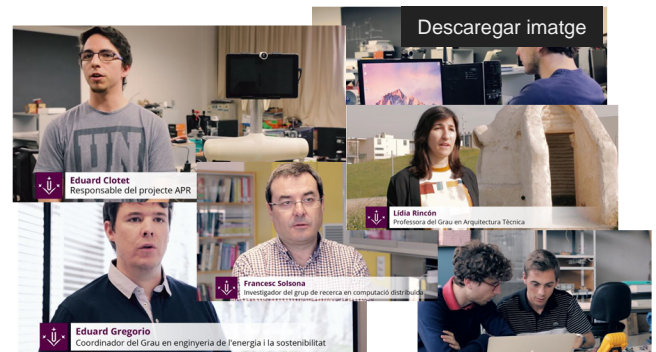 Descaregar imatge
Eduard Clotet
Responsable del projecte APR
Lídia Rincón
Professora del Grau en Arquitectura Tècnica
Francesc Solsona
Investigador del grup de recerca en computació distribuïda
Eduard Gregorio
Coordinador del Grau en enginyeria de l'energia i la sostenibilitat